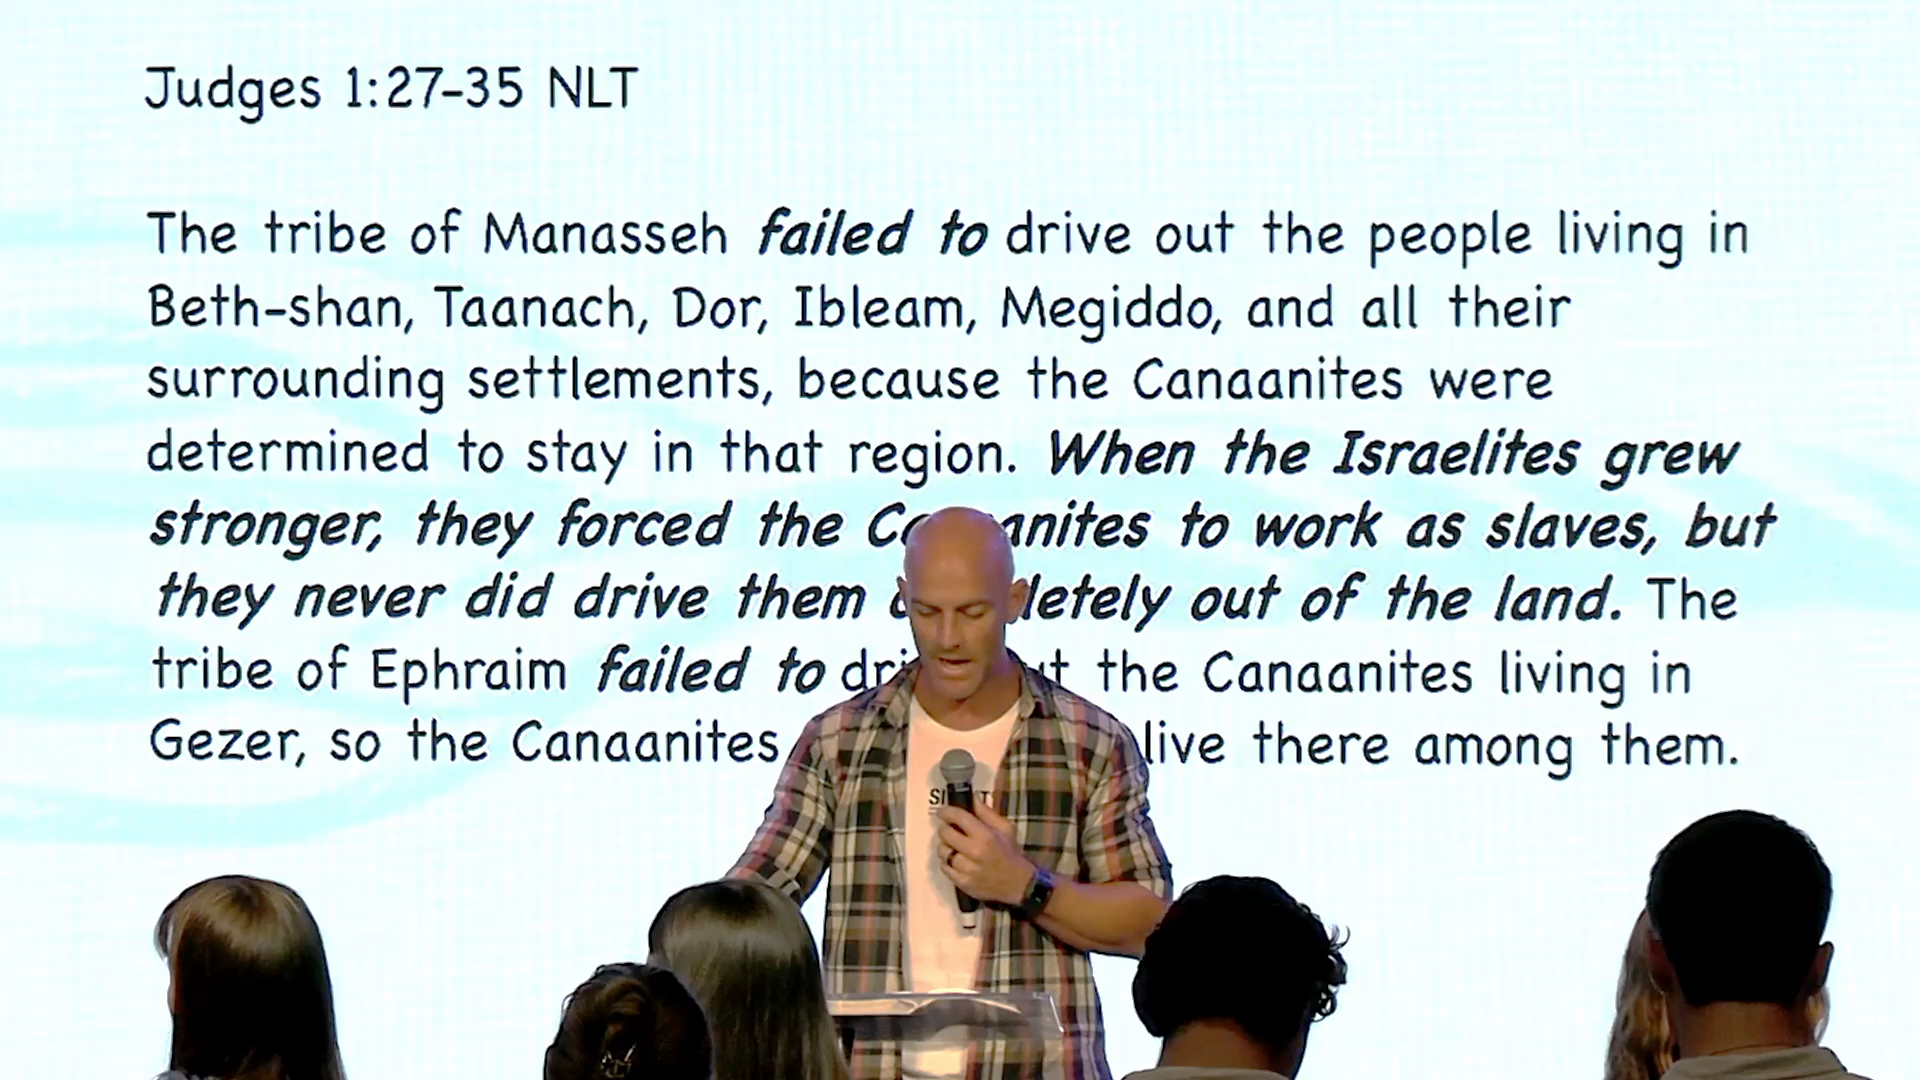 Judges 1:27-35 NLT
The tribe of Manasseh failed to drive out the people living in
Beth-shan, Taanach, Dor, Ibleam, Megiddo, and all their
surrounding settlements, because the Canaanites were
determined to stay in that region. When the Israelites grew
stronger, they forced the Canaanites to work as slaves, but
they never did drive them completely out of the land. The
tribe of Ephraim failed to drive out the Canaanites living in
Gezer, so the Canaanites live there among them.